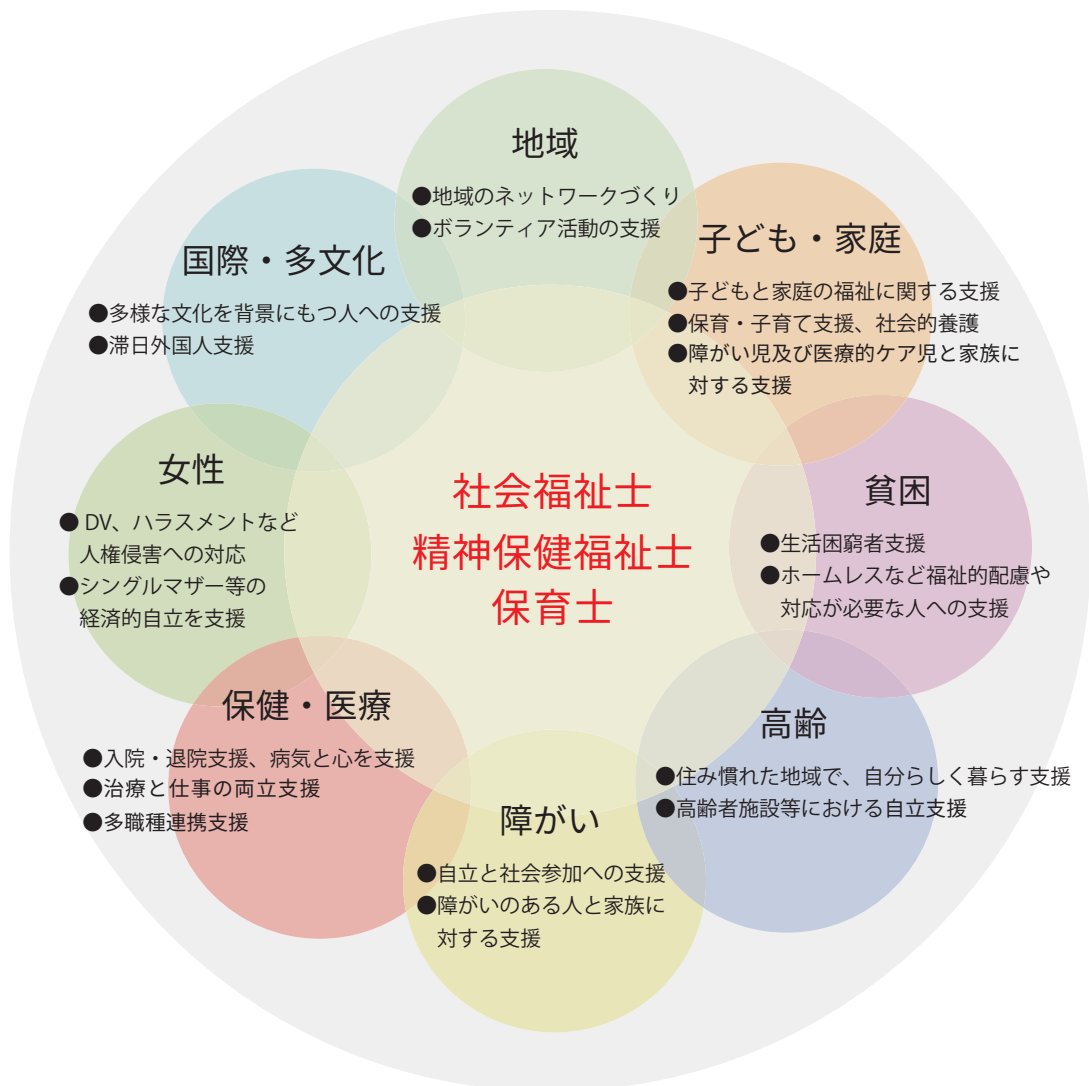 地域
●地域のネットワークづくり
●ボランティア活動の支援
子ども・家庭
●子どもと家庭の福祉に関する支援
●保育・子育て支援、社会的養護
●障がい児及び医療的ケア児と家族に
対する支援
国際・多文化
●多様な文化を背景にもつ人への支援
●滞日外国人支援
女性
● DV、ハラスメントなど
人権侵害への対応
●シングルマザー等の
経済的自立を支援
社会福祉士
精神保健福祉士
保育士
貧困
●生活困窮者支援
●ホームレスなど福祉的配慮や
対応が必要な人への支援
保健・医療
●入院・退院支援、病気と心を支援
●治療と仕事の両立支援
●多職種連携支援
高齢
●住み慣れた地域で、自分らしく暮らす支援
●高齢者施設等における自立支援
障がい
●自立と社会参加への支援
●障がいのある人と家族に
対する支援